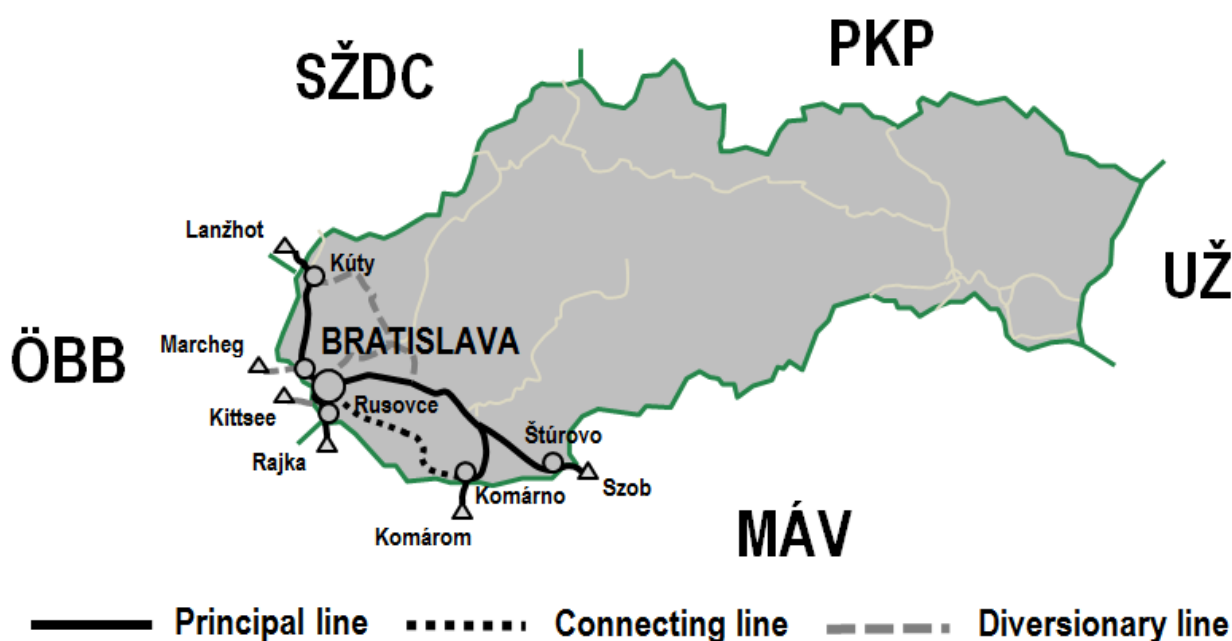 PKP
SŽDC
Lanžhot
Kúty
UŽ
ÖBB
Marcheg
BRATISLAVA
Kittsee
Rusovce
Rajka
Štúrovo
Szob
Komárno
Komárom
MÁV
Principal line
Connecting line
Diversionary line